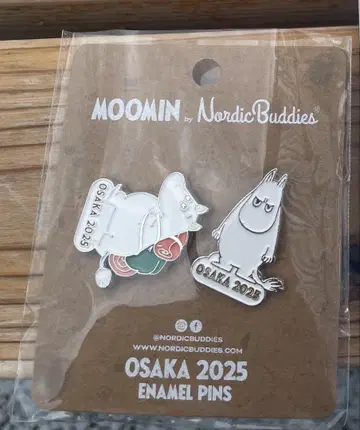 MOOMIN by NordicBuddies®
OSAKA 2025
OSAKA 2025
@NORDICBUDDIES
WWW.NORDICBUDDIES.COM
OSAKA 2025
ENAMEL PINS